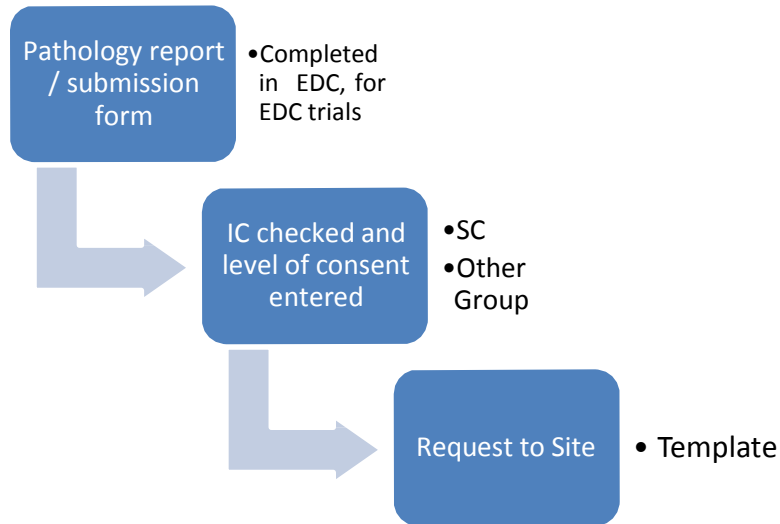 Pathology report
/ submission
form
•Completed
in EDC, for
EDC trials
IC checked and
level of consent
entered
•SC
•Other
Group
Request to Site
• Template